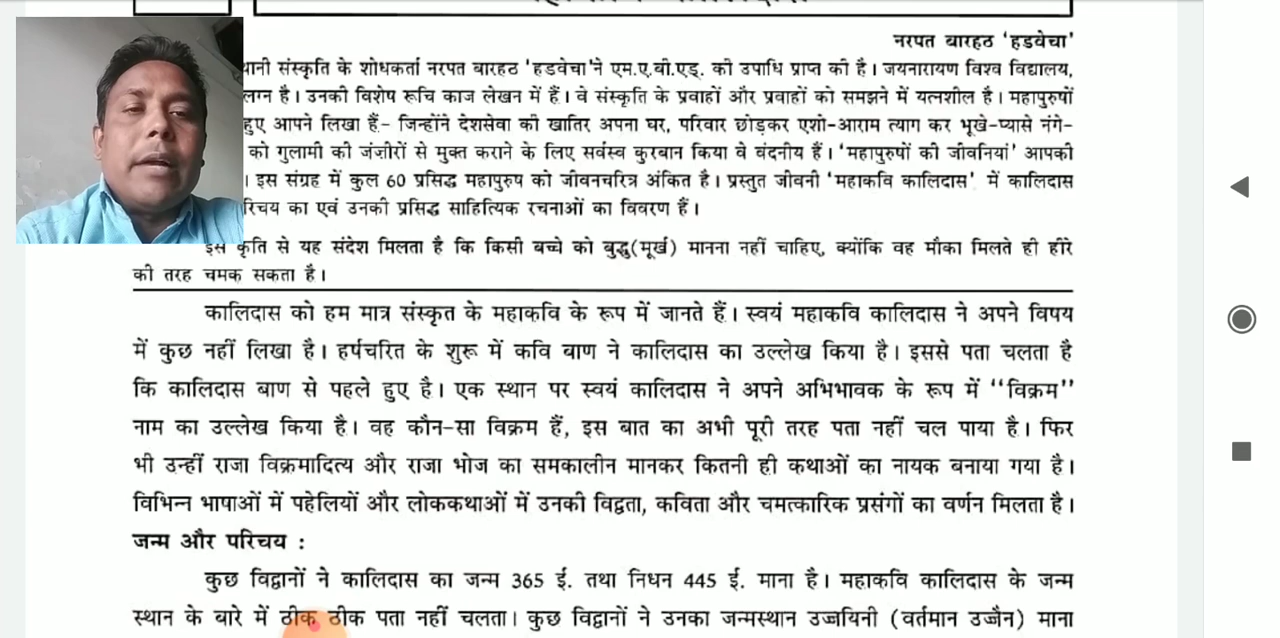 नरपत बारहठ ‘हडवेचा’
थानी संस्कृति के शोधकर्ता नरपत बारहठ ‘हडवेचा’ने एम.ए.बी.एड्. की उपाधि प्राप्त की है। जयनारायण विश्व विद्यालय,
लग्न है। उनकी विशेष रूचि काज लेखन में हैं। वे संस्कृति के प्रवाहों और प्रवाहों को समझने में यत्नशील है। महापुरुषों
हुए आपने लिखा हैं- जिन्होंने देशसेवा की खातिर अपना घर, परिवार छोड़कर एशो-आराम त्याग कर भूखे-प्यासे नंगे-
को गुलामी की जंज़ीरों से मुक्त कराने के लिए सर्वस्व कुरबान किया वे वंदनीय हैं। ‘महापुरुषों की जीवनियां’ आपकी
। इस संग्रह में कुल 60 प्रसिद्ध महापुरुष को जीवनचरित्र अंकित है। प्रस्तुत जीवनी ‘महाकवि कालिदास’ में कालिदास
रिचय का एवं उनकी प्रसिद्ध साहित्यिक रचनाओं का विवरण हैं।
इस कृति से यह संदेश मिलता है कि किसी बच्चे को बुद्धु(मूर्ख) मानना नहीं चाहिए, क्योंकि वह मौका मिलते ही हीरे
की तरह चमक सकता है।
कालिदास को हम मात्र संस्कृत के महाकवि के रूप में जानते हैं। स्वयं महाकवि कालिदास ने अपने विषय
में कुछ नहीं लिखा है। हर्षचरित के शुरू में कवि बाण ने कालिदास का उल्लेख किया है। इससे पता चलता है
कि कालिदास बाण से पहले हुए है। एक स्थान पर स्वयं कालिदास ने अपने अभिभावक के रूप में ‘‘विक्रम’’
नाम का उल्लेख किया है। वह कौन-सा विक्रम हैं, इस बात का अभी पूरी तरह पता नहीं चल पाया है। फिर
भी उन्हीं राजा विक्रमादित्य और राजा भोज का समकालीन मानकर कितनी ही कथाओं का नायक बनाया गया है।
विभिन्न भाषाओं में पहेलियों और लोककथाओं में उनकी विद्वता, कविता और चमत्कारिक प्रसंगों का वर्णन मिलता है।
जन्म और परिचय :
कुछ विद्वानों ने कालिदास का जन्म 365 ई. तथा निधन 445 ई. माना है। महाकवि कालिदास के जन्म
स्थान के बारे में ठीक ठीक पता नहीं चलता। कुछ विद्वानों ने उनका जन्मस्थान उज्जयिनी (वर्तमान उज्जैन) माना